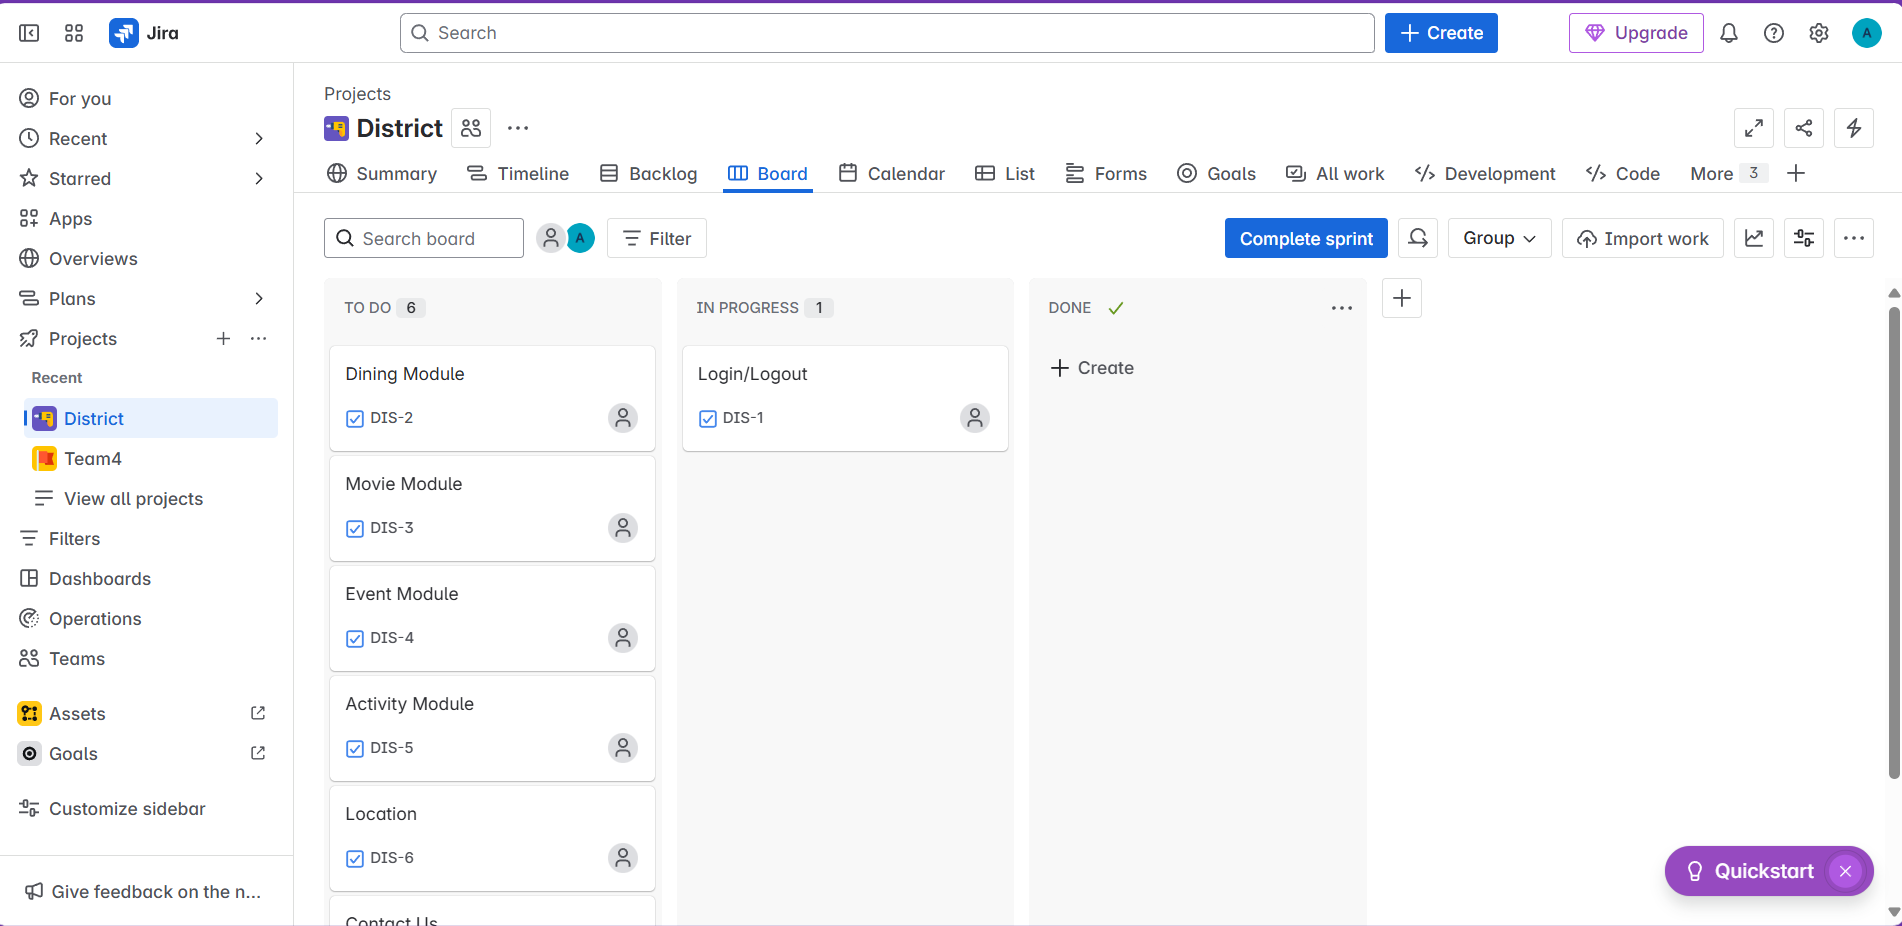 Jira
Search
Create
Upgrade
A
For you
Recent
Starred
Apps
Overviews
Plans
Projects
Recent
District
Team4
View all projects
Filters
Dashboards
Operations
Teams
Assets
Goals
Customize sidebar
Give feedback on the n...
Projects
District
Summary Timeline Backlog Board Calendar List Forms Goals All work Development Code More 3
Search board A Filter Complete sprint Group Import work
TO DO 6
Dining Module
DIS-2
Movie Module
DIS-3
Event Module
DIS-4
Activity Module
DIS-5
Location
DIS-6
Contact Us
IN PROGRESS 1
Login/Logout
DIS-1
DONE
Create
Quickstart